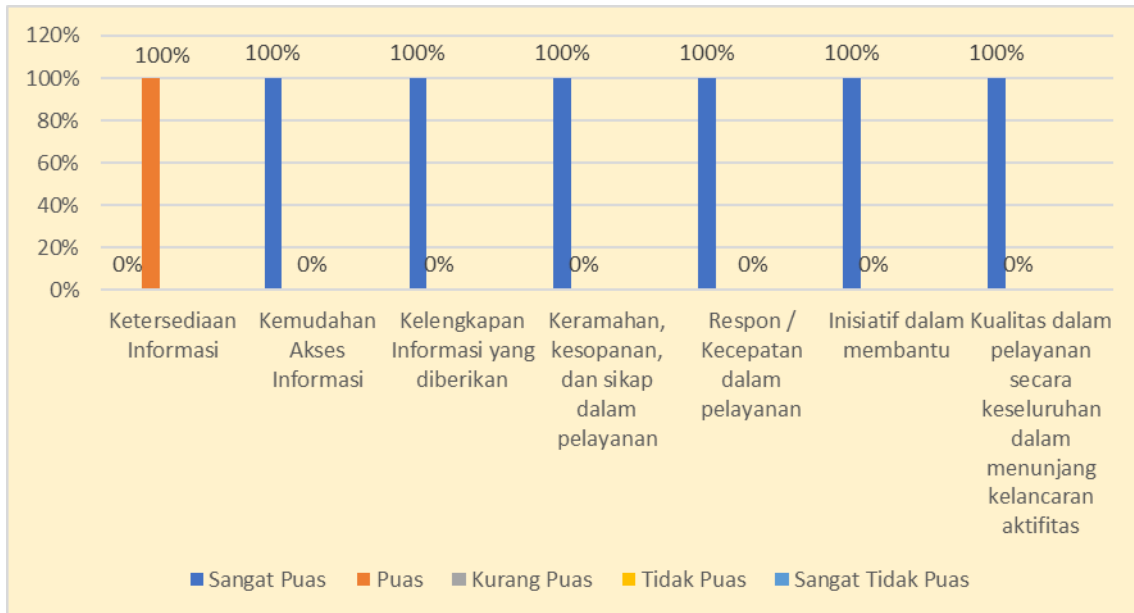 120%
100%
80%
60%
40%
20%
0%
100% 100% 100% 100% 100% 100% 100%
0% 0% 0% 0% 0% 0% 0%
Ketersediaan
Informasi
Kemudahan
Akses
Informasi
Kelengkapan
Informasi yang
diberikan
Keramahan,
kesopanan,
dan sikap
dalam
pelayanan
Respon /
Kecepatan
dalam
pelayanan
Inisiatif dalam
membantu
Kualitas dalam
pelayanan
secara
keseluruhan
dalam
menunjang
kelancaran
aktifitas
Sangat Puas Puas Kurang Puas Tidak Puas Sangat Tidak Puas